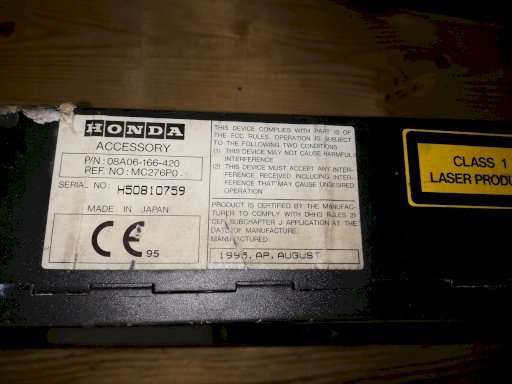 HONDA
ACCESSORY
P/N: 08A06-166-420
REF. NO: MC276P0
SERIAL NO: H50810759
MADE IN JAPAN
CE 95
THIS DEVICE COMPLIES WITH PART 15 OF
THE FCC RULES. OPERATION IS SUBJECT
TO THE FOLLOWING TWO CONDITIONS:
(1) THIS DEVICE MAY NOT CAUSE HARMFUL
INTERFERENCE.
(2) THIS DEVICE MUST ACCEPT ANY INTER-
FERENCE RECEIVED INCLUDING INTER-
FERENCE THAT MAY CAUSE UNDESIRED
OPERATION.
PRODUCT IS CERTIFIED BY THE MANUFAC-
TURER TO COMPLY WITH DHHS RULES 21
CFR SUBCHAPTER J APPLICATION AT THE
DATE OF MANUFACTURE.
MANUFACTURED:
AP. AUGUST
CLASS 1
LASER PRODU